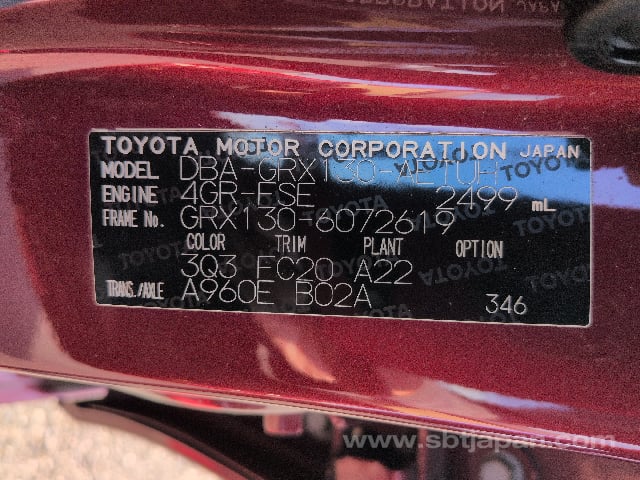 TOYOTA MOTOR CORPORATION JAPAN
MODEL DBA-GRX130-AETUH
ENGINE 4GR-FSE 2499 mL
FRAME No. GRX130-6072619
COLOR TRIM PLANT OPTION
3Q3 FC20 A22
TRANS./AXLE A960E B02A 346
www.sbtjapan.com